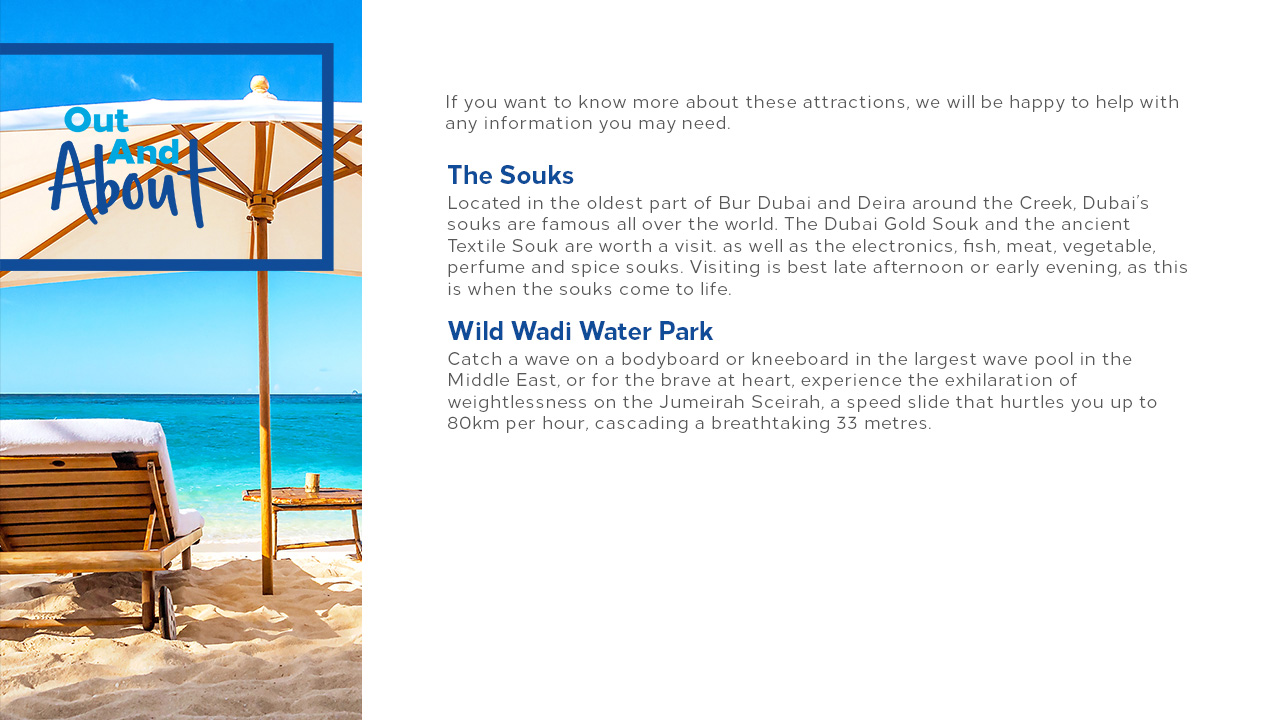 Out
And
About
If you want to know more about these attractions, we will be happy to help with
any information you may need.
The Souks
Located in the oldest part of Bur Dubai and Deira around the Creek, Dubai's
souks are famous all over the world. The Dubai Gold Souk and the ancient
Textile Souk are worth a visit. as well as the electronics, fish, meat, vegetable,
perfume and spice souks. Visiting is best late afternoon or early evening, as this
is when the souks come to life.
Wild Wadi Water Park
Catch a wave on a bodyboard or kneeboard in the largest wave pool in the
Middle East, or for the brave at heart, experience the exhilaration of
weightlessness on the Jumeirah Sceirah, a speed slide that hurtles you up to
80km per hour, cascading a breathtaking 33 metres.